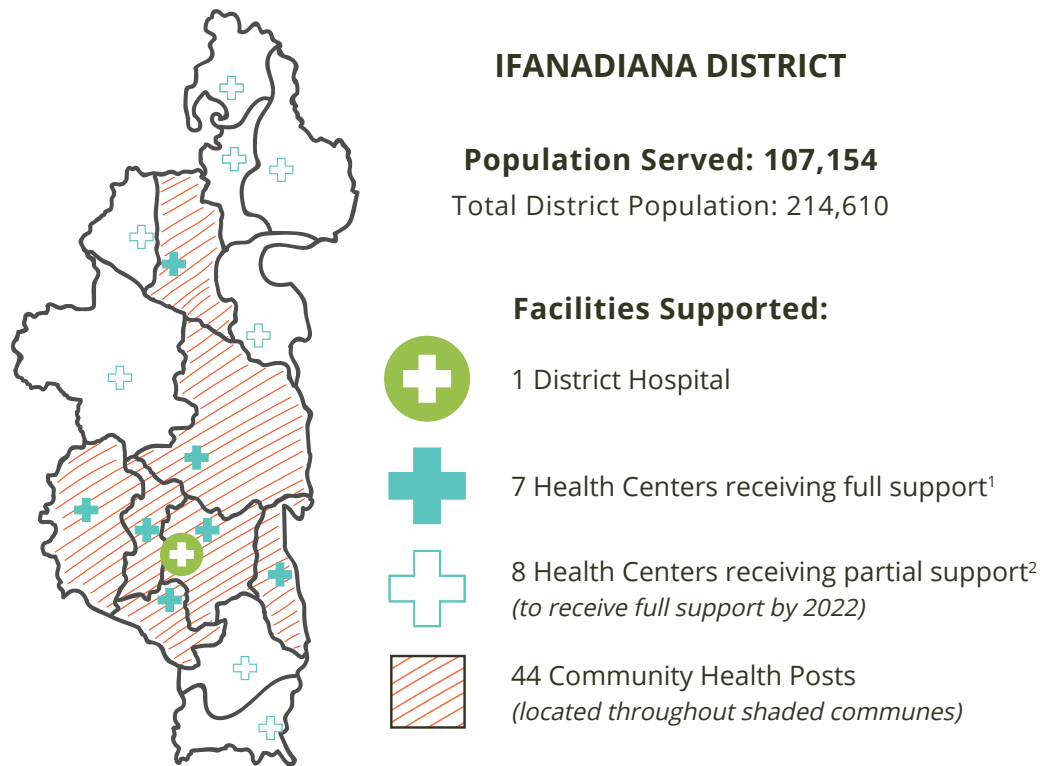 IFANADIANA DISTRICT
Population Served: 107,154
Total District Population: 214,610
Facilities Supported:
1 District Hospital
7 Health Centers receiving full support¹
8 Health Centers receiving partial support²
(to receive full support by 2022)
44 Community Health Posts
(located throughout shaded communes)